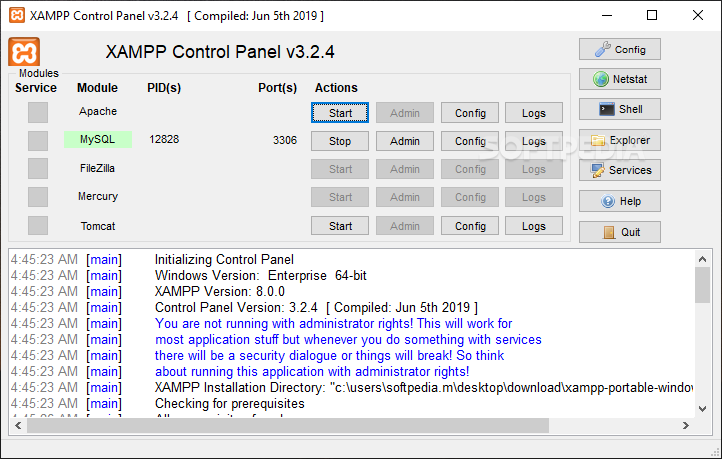 XAMPP Control Panel v3.2.4 [ Compiled: Jun 5th 2019 ]
XAMPP Control Panel v3.2.4
Config
Modules
Service Module PID(s) Port(s) Actions
Netstat
Apache Start Admin Config Logs
Shell
MySQL 12828 3306 Stop Admin Config Logs
Explorer
SOFTPEDIA
FileZilla Start Admin Config Logs
Services
Mercury Start Admin Config Logs
Help
Tomcat Start Admin Config Logs
Quit
4:45:23 AM [main] Initializing Control Panel
4:45:23 AM [main] Windows Version: Enterprise 64-bit
4:45:23 AM [main] XAMPP Version: 8.0.0
4:45:23 AM [main] Control Panel Version: 3.2.4 [ Compiled: Jun 5th 2019 ]
4:45:23 AM [main] You are not running with administrator rights! This will work for
4:45:23 AM [main] most application stuff but whenever you do something with services
4:45:23 AM [main] there will be a security dialogue or things will break! So think
4:45:23 AM [main] about running this application with administrator rights!
4:45:23 AM [main] XAMPP Installation Directory: "c:\users\softpedia.m\desktop\download\xampp-portable-window
4:45:23 AM [main] Checking for prerequisites